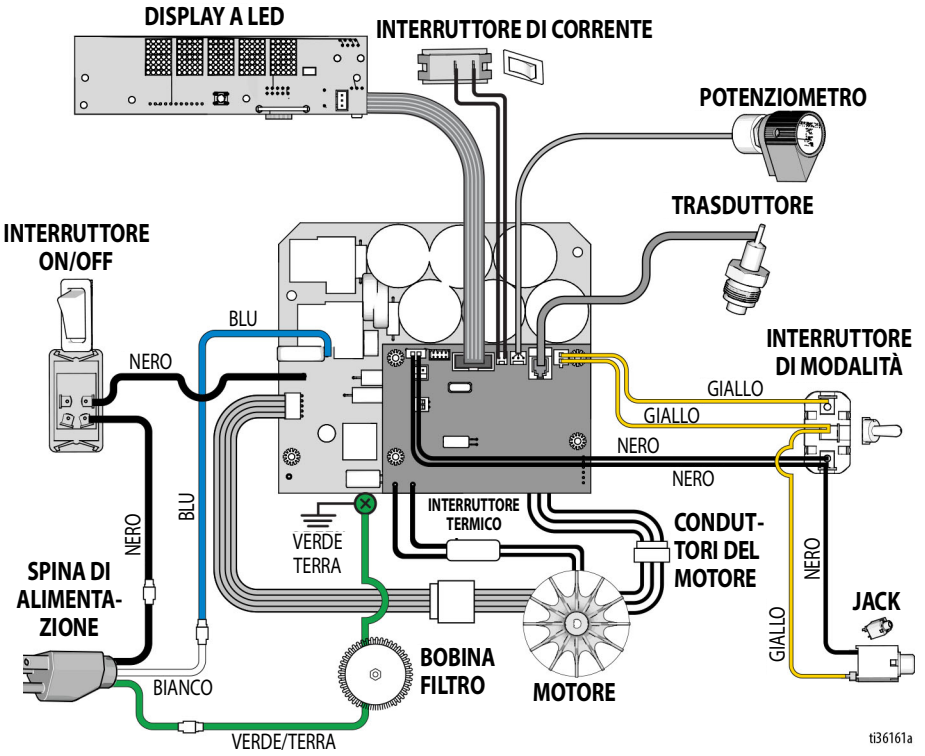 DISPLAY A LED
INTERRUTTORE DI CORRENTE
POTENZIOMETRO
TRASDUTTORE
INTERRUTTORE
ON/OFF
BLU
NERO
INTERRUTTORE
DI MODALITÀ
GIALLO
GIALLO
NERO
NERO
NERO
BLU
VERDE
TERRA
INTERRUTTORE
TERMICO
CONDUT-
TORI DEL
MOTORE
NERO
GIALLO
JACK
SPINA DI
ALIMENTA-
ZIONE
BIANCO
BOBINA
FILTRO
MOTORE
VERDE/TERRA
ti36161a